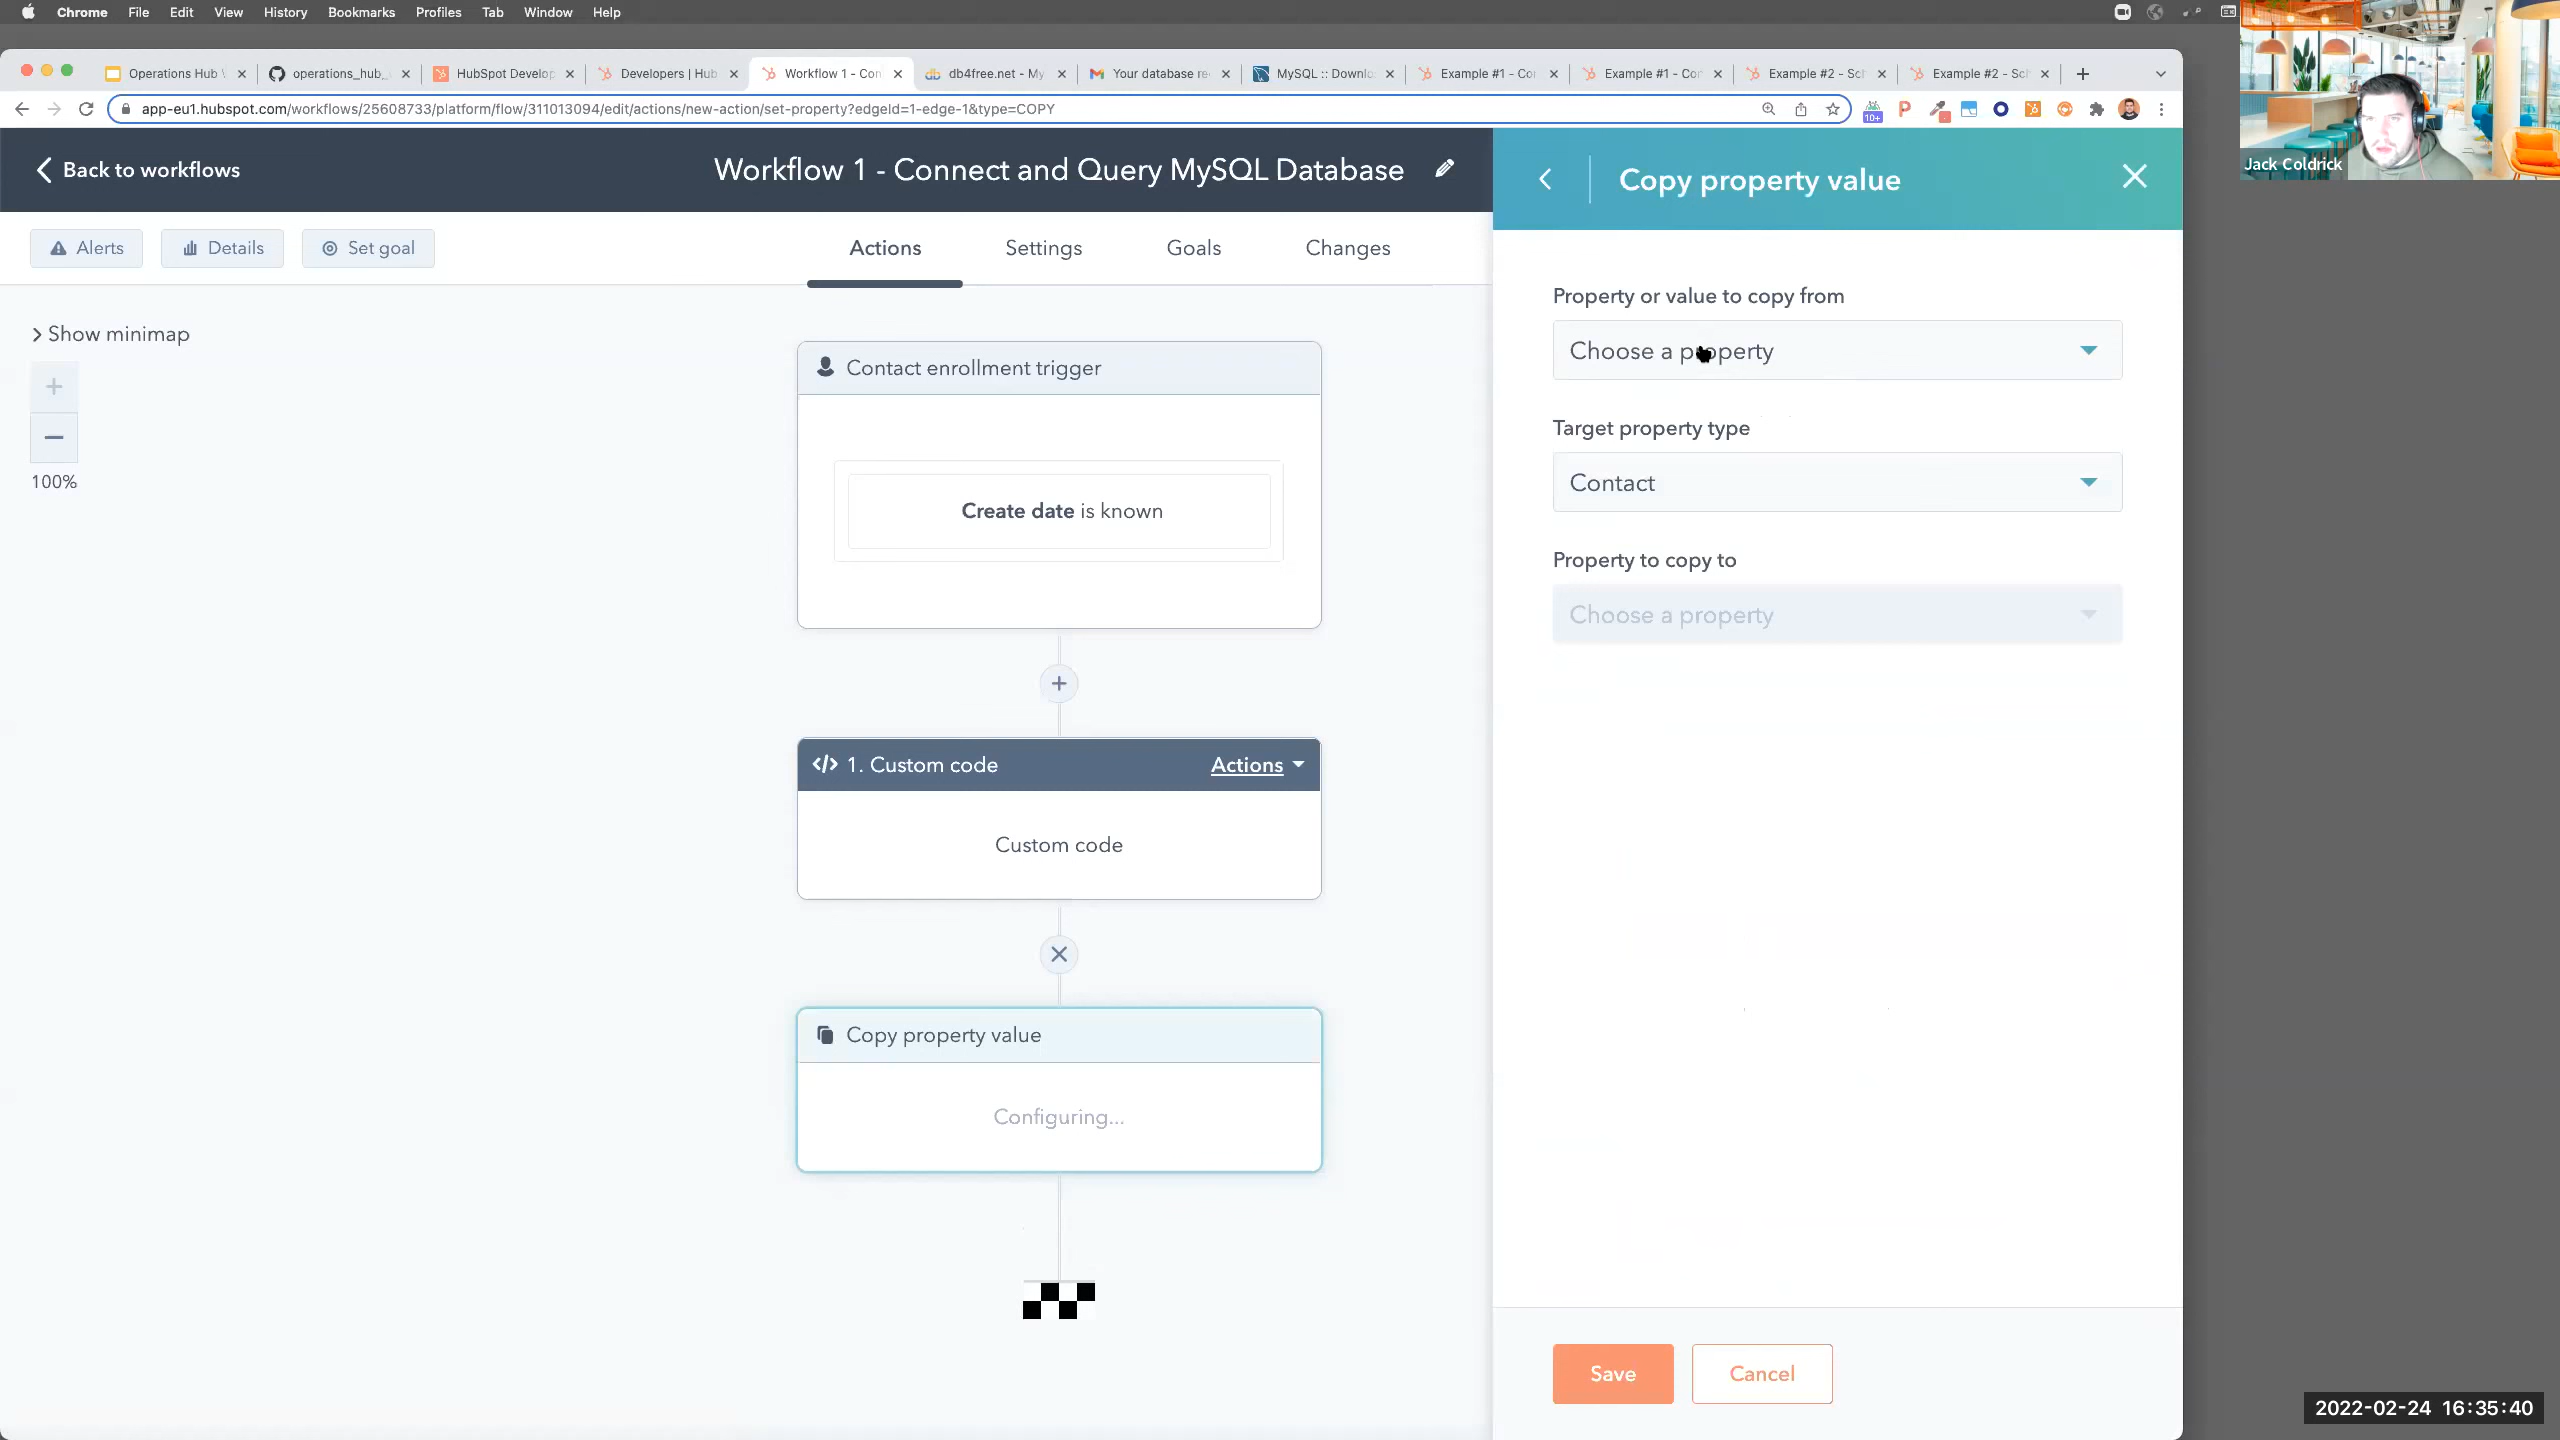 Chrome File Edit View History Bookmarks Profiles Tab Window Help
Operations Hub
operations_hub_
HubSpot Develop
Developers | Hub
Workflow 1 - Con
db4free.net - My
Your database re
MySQL :: Downlo
Example #1 - Co
Example #1 - Con
Example #2 - Sch
Example #2 - Sch
app-eu1.hubspot.com/workflows/25608733/platform/flow/311013094/edit/actions/new-action/set-property?edgeId=1-edge-1&type=COPY
10+
Jack Coldrick
Back to workflows
Workflow 1 - Connect and Query MySQL Database
Copy property value
Alerts
Details
Set goal
Actions
Settings
Goals
Changes
Show minimap
100%
Contact enrollment trigger
Create date is known
1. Custom code
Actions
Custom code
Copy property value
Configuring...
Property or value to copy from
Choose a property
Target property type
Contact
Property to copy to
Choose a property
Save
Cancel
2022-02-24 16:35:40